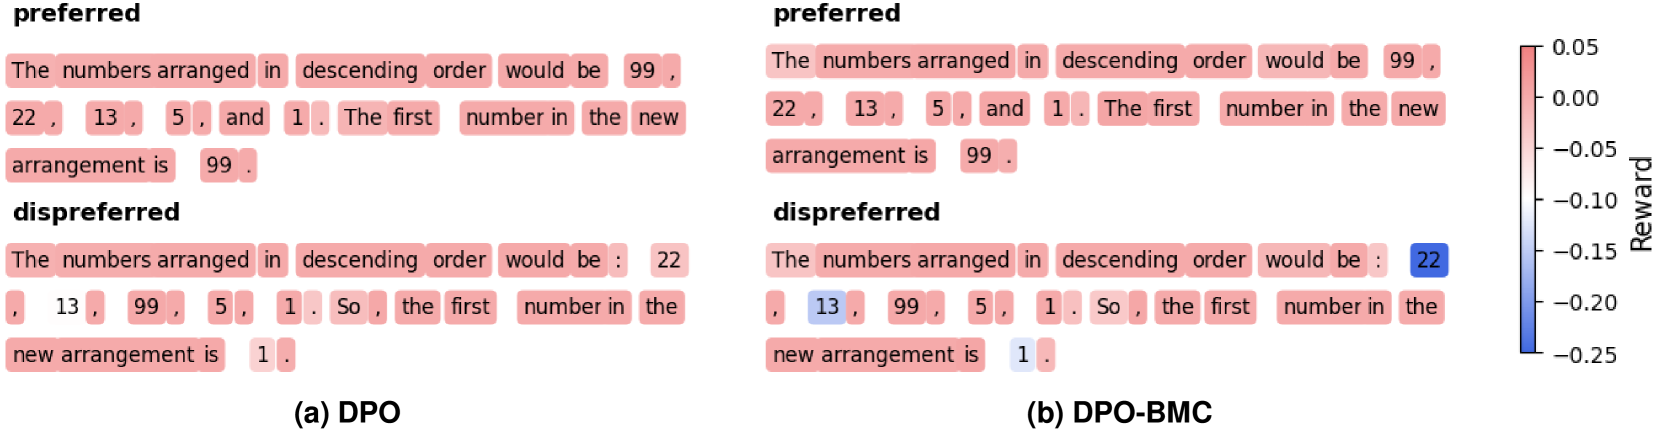 preferred
The numbers arranged in descending order would be 99 ,
22 , 13 , 5 , and 1 . The first number in the new
arrangement is 99 .
dispreferred
The numbers arranged in descending order would be : 22
, 13 , 99 , 5 , 1 . So , the first number in the
new arrangement is 1 .
(a) DPO
preferred
The numbers arranged in descending order would be 99 ,
22 , 13 , 5 , and 1 . The first number in the new
arrangement is 99 .
dispreferred
The numbers arranged in descending order would be : 22
, 13 , 99 , 5 , 1 . So , the first number in the
new arrangement is 1 .
(b) DPO-BMC
0.05
0.00
−0.05
−0.10
−0.15
−0.20
−0.25
Reward